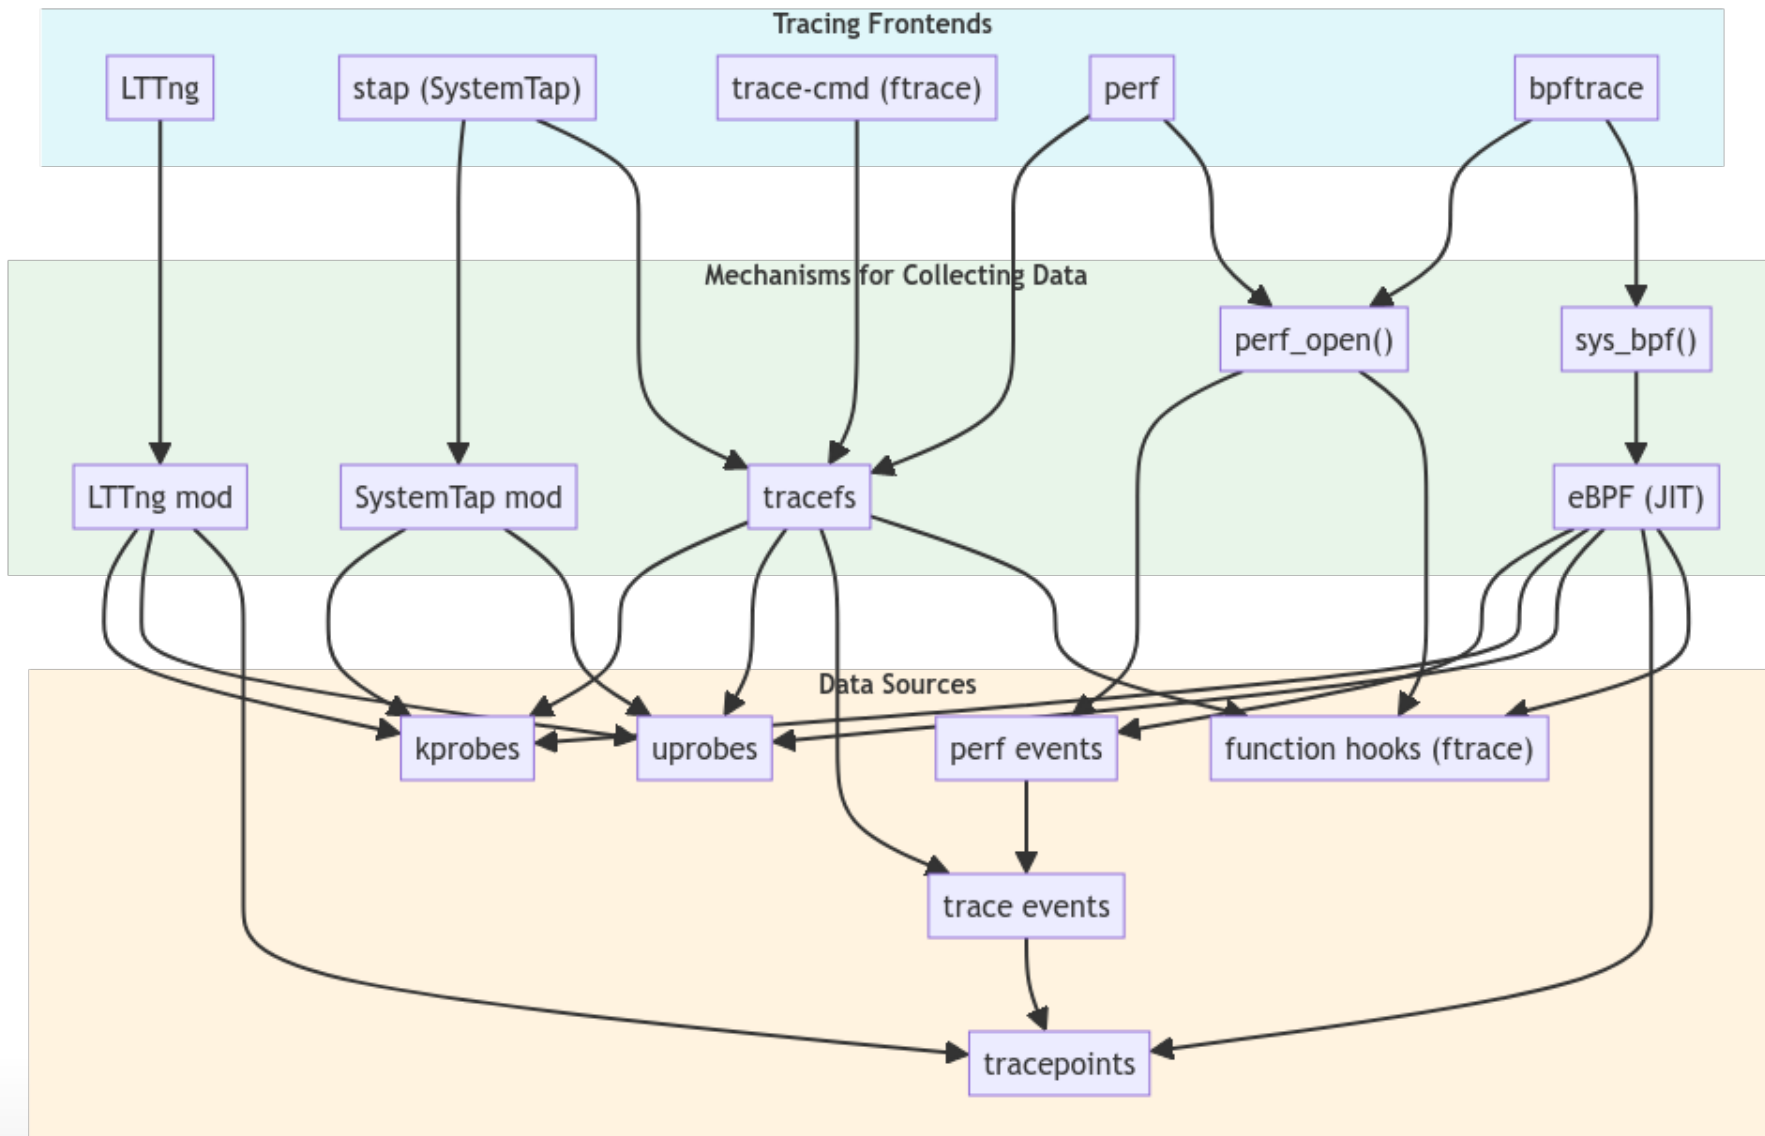 Tracing Frontends
LTTng
stap (SystemTap)
trace-cmd (ftrace)
perf
bpftrace
Mechanisms for Collecting Data
perf_open()
sys_bpf()
LTTng mod
SystemTap mod
tracefs
eBPF (JIT)
Data Sources
kprobes
uprobes
perf events
function hooks (ftrace)
trace events
tracepoints